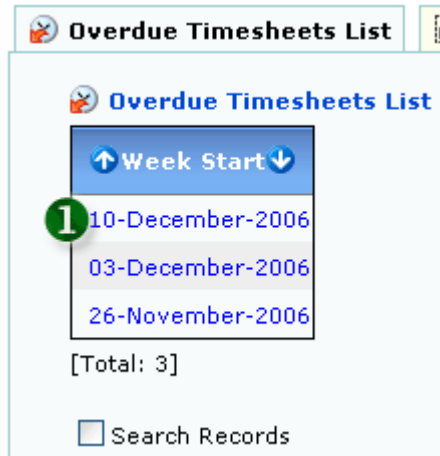 Overdue Timesheets List
Overdue Timesheets List
Week Start
1
10-December-2006
03-December-2006
26-November-2006
[Total: 3]
Search Records